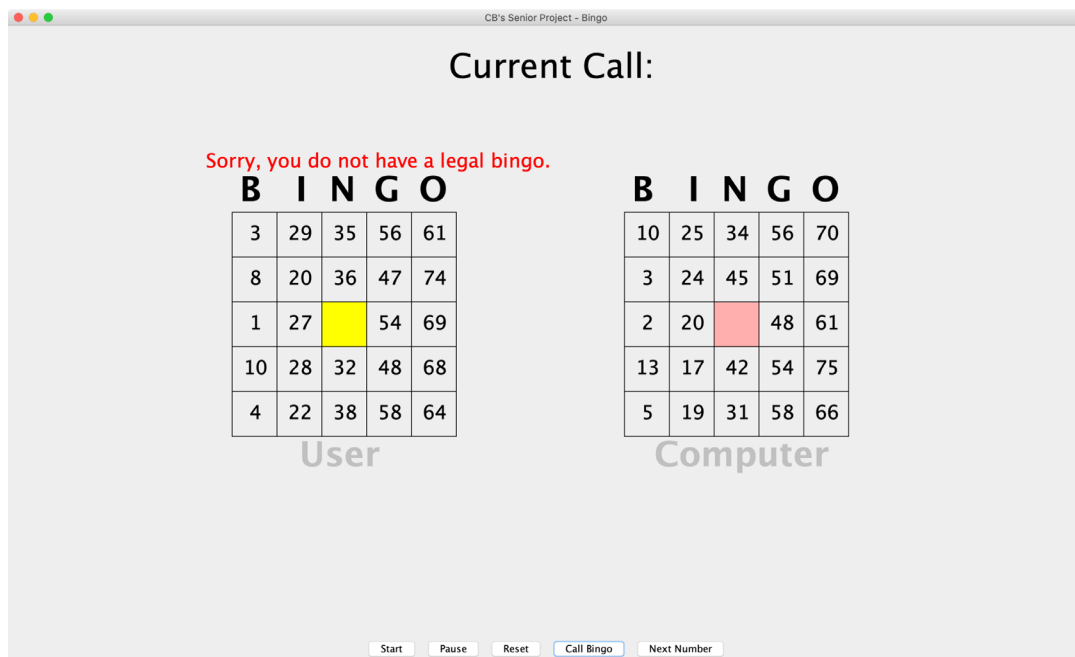 CB's Senior Project - Bingo
Current Call:
Sorry, you do not have a legal bingo.
B I N G O
3 29 35 56 61
8 20 36 47 74
1 27 54 69
10 28 32 48 68
4 22 38 58 64
User
B I N G O
10 25 34 56 70
3 24 45 51 69
2 20 48 61
13 17 42 54 75
5 19 31 58 66
Computer
Start Pause Reset Call Bingo Next Number